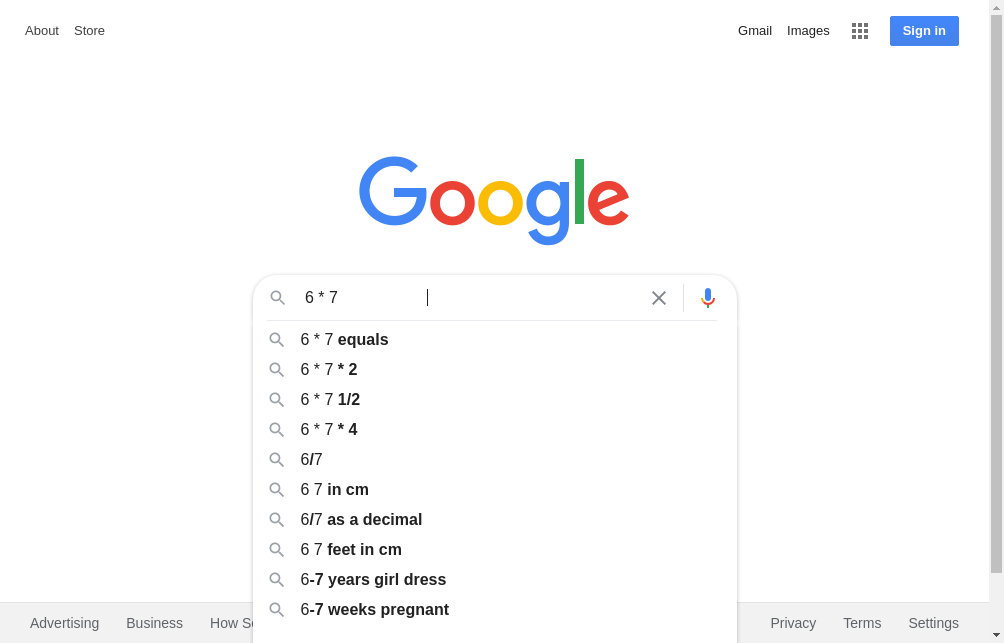 About Store Gmail Images Sign in
Google
6 * 7
6 * 7 equals
6 * 7 * 2
6 * 7 1/2
6 * 7 * 4
6/7
6 7 in cm
6/7 as a decimal
6 7 feet in cm
6-7 years girl dress
6-7 weeks pregnant
Advertising Business How Privacy Terms Settings